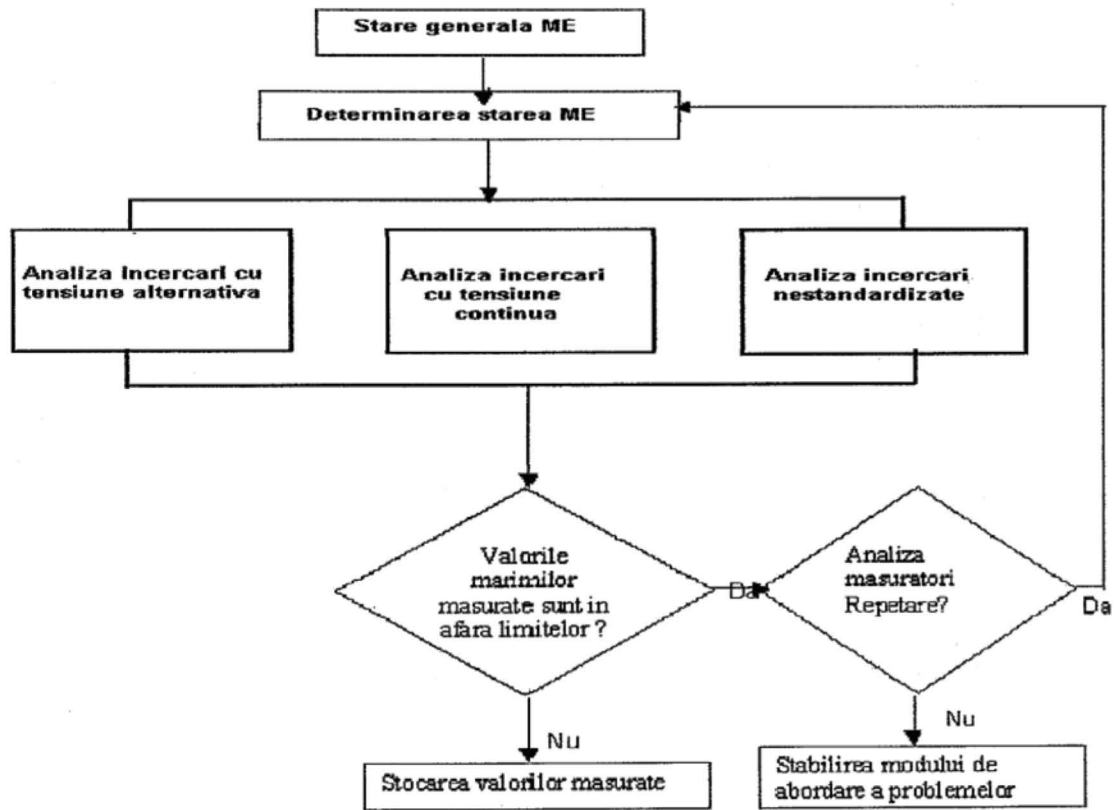 Stare generala ME
Determinarea starea ME
Analiza incercari cu
tensiune alternativa
Analiza incercari
cu tensiune
continua
Analiza incercari
nestandardizate
Valorile
marimilor
masurate sunt in
afara limitelor ?
Da
Analiza
masuratori
Repetare?
Da
Nu
Stocarea valorilor masurate
Nu
Stabilirea modului de
abordare a problemelor